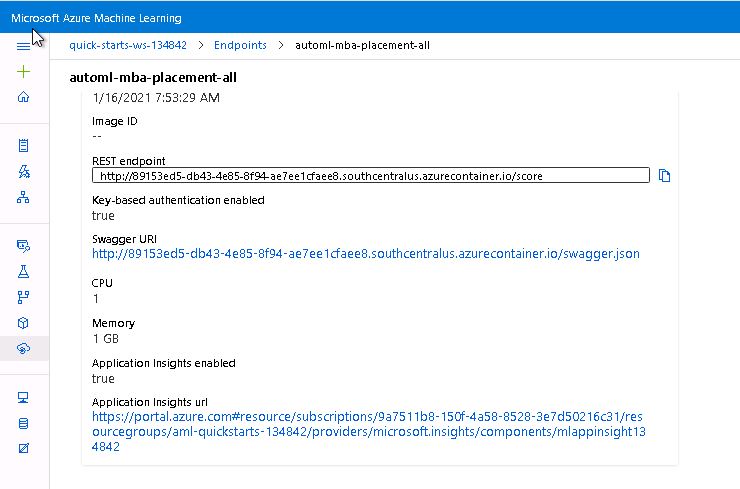 Microsoft Azure Machine Learning
quick-starts-ws-134842 > Endpoints > automl-mba-placement-all
automl-mba-placement-all
1/16/2021 7:53:29 AM
Image ID
--
REST endpoint
http://89153ed5-db43-4e85-8f94-ae7ee1cfaee8.southcentralus.azurecontainer.io/score
Key-based authentication enabled
true
Swagger URI
http://89153ed5-db43-4e85-8f94-ae7ee1cfaee8.southcentralus.azurecontainer.io/swagger.json
CPU
1
Memory
1 GB
Application Insights enabled
true
Application Insights url
https://portal.azure.com#resource/subscriptions/9a7511b8-150f-4a58-8528-3e7d50216c31/res
ourcegroups/aml-quickstarts-134842/providers/microsoft.insights/components/mlappinsight13
4842